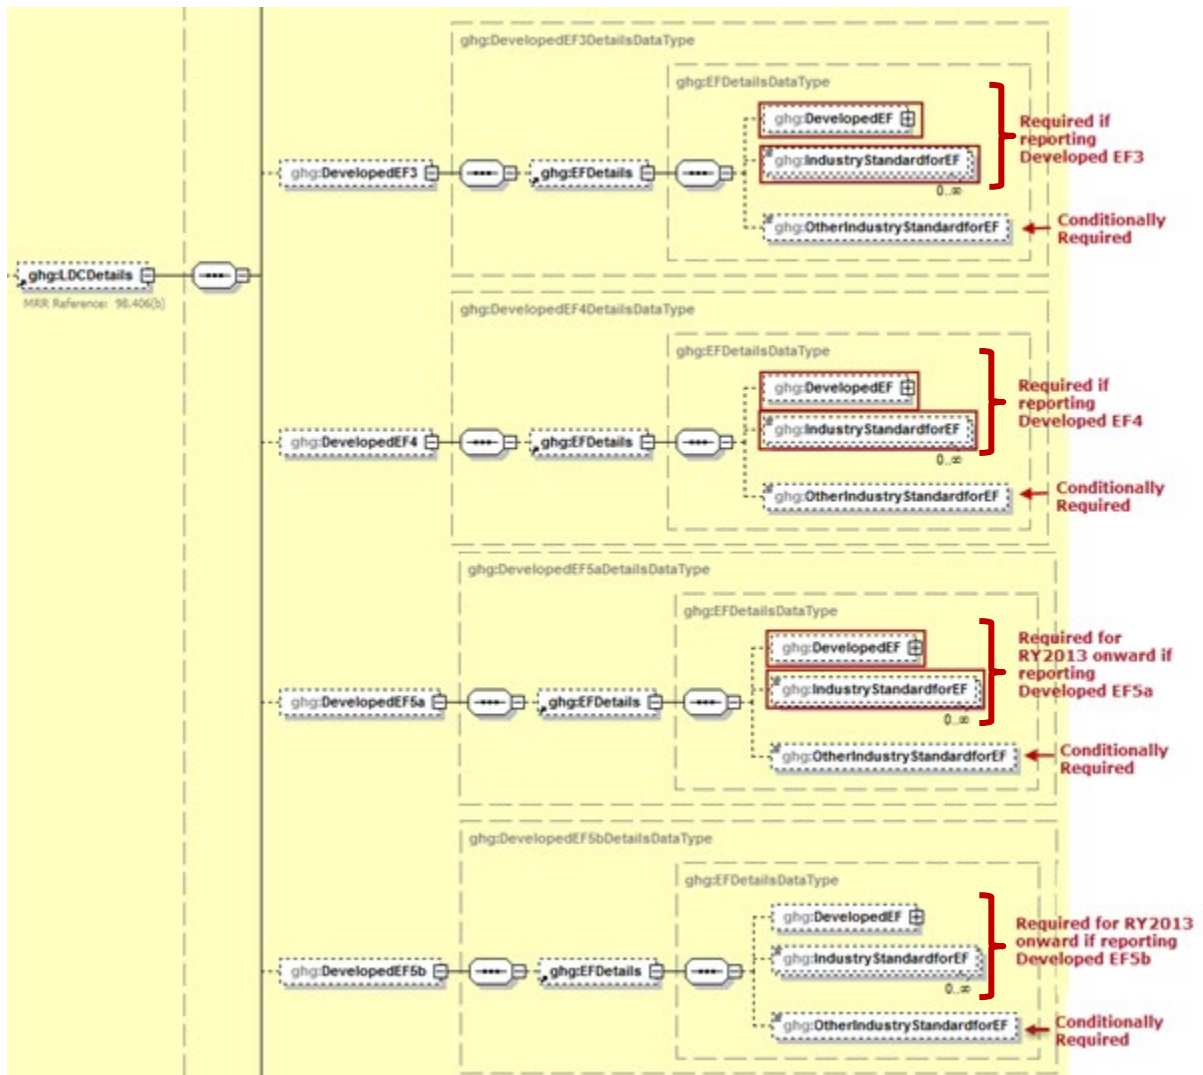 ghg:DevelopedEF3DetailsDataType
ghg:EFDetailsDataType
ghg:DevelopedEF
ghg:IndustryStandardforEF
0..∞
ghg:OtherIndustryStandardforEF
Required if
reporting
Developed EF3
Conditionally
Required
ghg:DevelopedEF3
ghg:EFDetails
ghg:LDCDetails
MRR Reference: 98.406(b)
ghg:DevelopedEF4DetailsDataType
ghg:EFDetailsDataType
ghg:DevelopedEF
ghg:IndustryStandardforEF
0..∞
ghg:OtherIndustryStandardforEF
Required if
reporting
Developed EF4
Conditionally
Required
ghg:DevelopedEF4
ghg:EFDetails
ghg:DevelopedEF5aDetailsDataType
ghg:EFDetailsDataType
ghg:DevelopedEF
ghg:IndustryStandardforEF
0..∞
ghg:OtherIndustryStandardforEF
Required for
RY2013 onward if
reporting
Developed EF5a
Conditionally
Required
ghg:DevelopedEF5a
ghg:EFDetails
ghg:DevelopedEF5bDetailsDataType
ghg:EFDetailsDataType
ghg:DevelopedEF
ghg:IndustryStandardforEF
0..∞
ghg:OtherIndustryStandardforEF
Required for RY2013
onward if reporting
Developed EF5b
Conditionally
Required
ghg:DevelopedEF5b
ghg:EFDetails